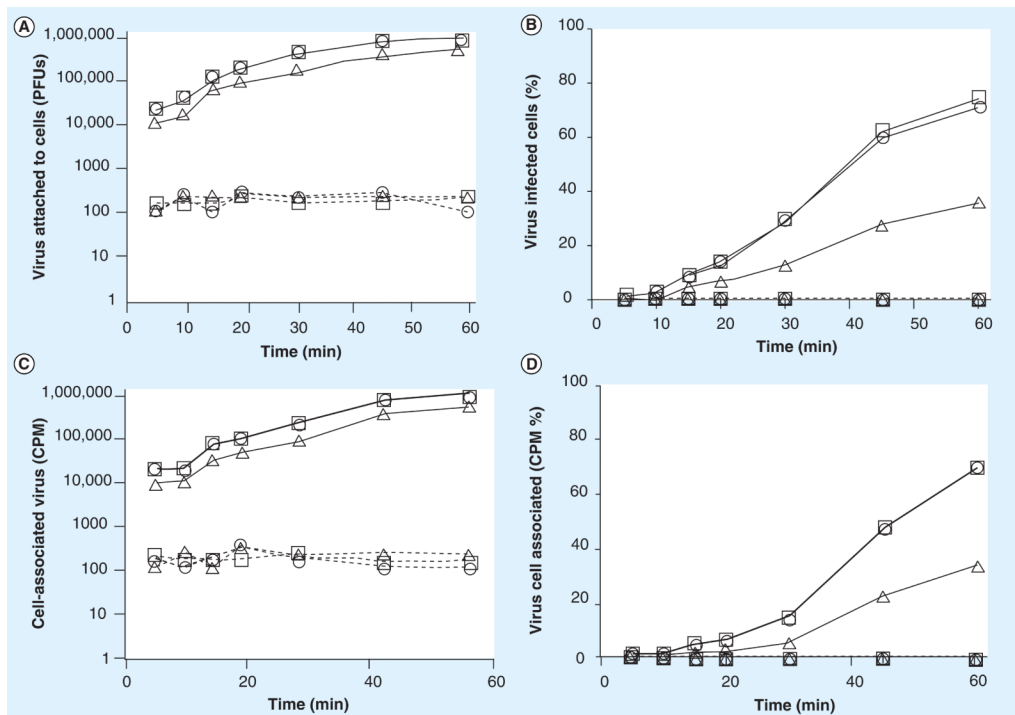 A
Virus attached to cells (PFUs)
1,000,000
100,000
10,000
1000
100
10
1
0 10 20 30 40 50 60
Time (min)
B
Virus infected cells (%)
100
80
60
40
20
0
0 10 20 30 40 50 60
Time (min)
C
Cell-associated virus (CPM)
1,000,000
100,000
10,000
1000
100
10
1
0 20 40 60
Time (min)
D
Virus cell associated (CPM %)
100
80
60
40
20
0
0 20 40 60
Time (min)